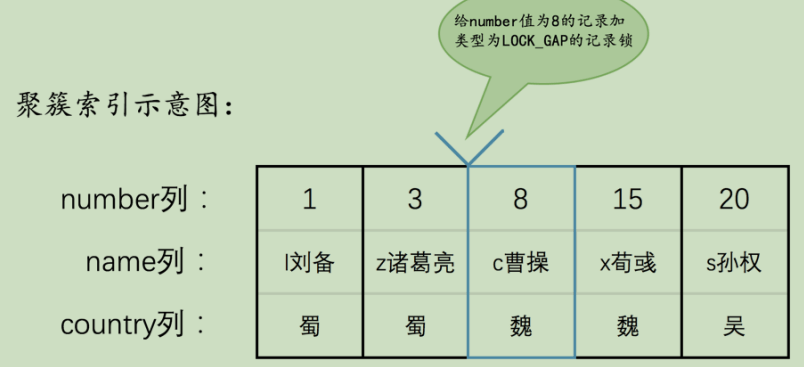 给number值为8的记录加
类型为LOCK_GAP的记录锁
聚簇索引示意图：
number列： 1 3 8 15 20
name列： l刘备 z诸葛亮 c曹操 x荀彧 s孙权
country列： 蜀 蜀 魏 魏 吴